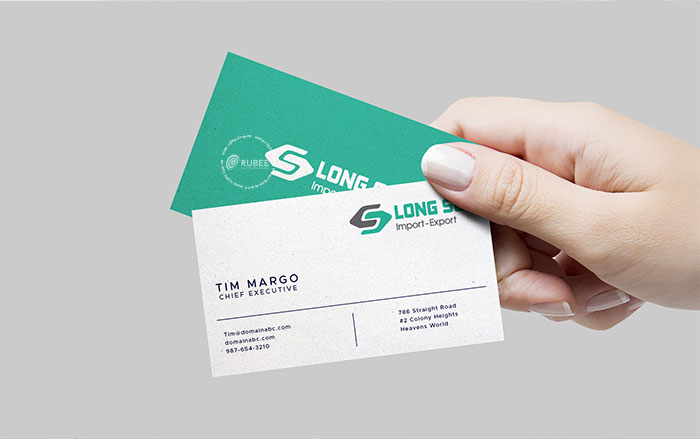 RUBEE
LONG
Import
LONG
Import-Export
TIM MARGO
CHIEF EXECUTIVE
Tim@domainabc.com
domainabc.com
987-654-3210
786 Straight Road
#2 Colony Heights
Heavens World